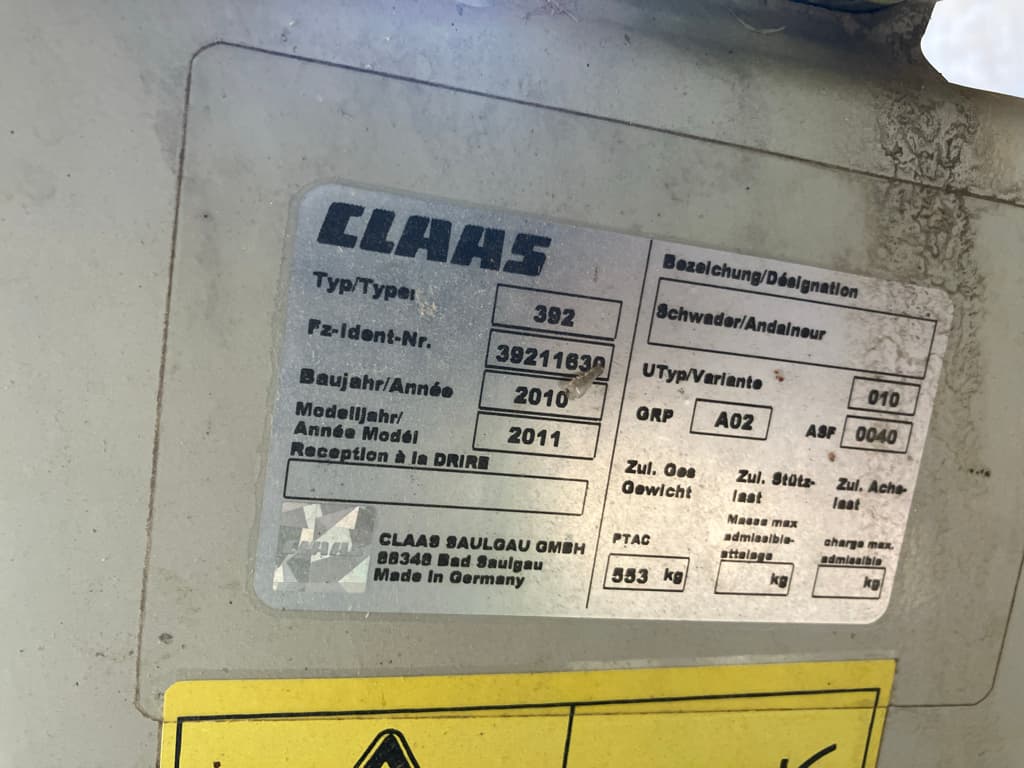 CLAAS
Typ/Type:
392
Fz-Ident-Nr.
39211630
Baujahr/Année
2010
Modelljahr/
Année Modél
2011
Reception à la DRIRE
CLAAS
CLAAS SAULGAU GMBH
88348 Bad Saulgau
Made in Germany
Bezeichung/Désignation
Schwader/Andaineur
UTyp/Variante
010
GRP A02
ASF 0040
Zul. Ges
Gewicht
PTAC
553 kg
Zul. Stütz-
last
Masse max
admissible-
attelage
kg
Zul. Achs-
last
charge max.
admissible
kg